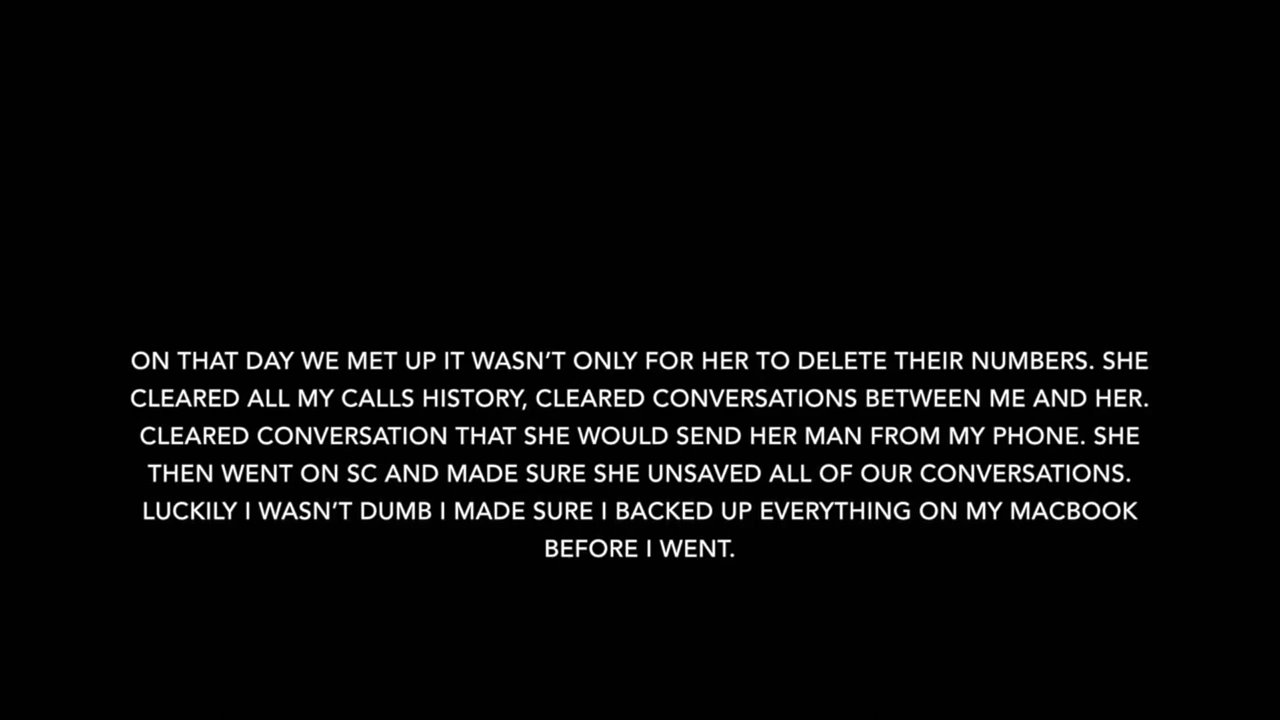 ON THAT DAY WE MET UP IT WASN’T ONLY FOR HER TO DELETE THEIR NUMBERS. SHE
CLEARED ALL MY CALLS HISTORY, CLEARED CONVERSATIONS BETWEEN ME AND HER.
CLEARED CONVERSATION THAT SHE WOULD SEND HER MAN FROM MY PHONE. SHE
THEN WENT ON SC AND MADE SURE SHE UNSAVED ALL OF OUR CONVERSATIONS.
LUCKILY I WASN’T DUMB I MADE SURE I BACKED UP EVERYTHING ON MY MACBOOK
BEFORE I WENT.